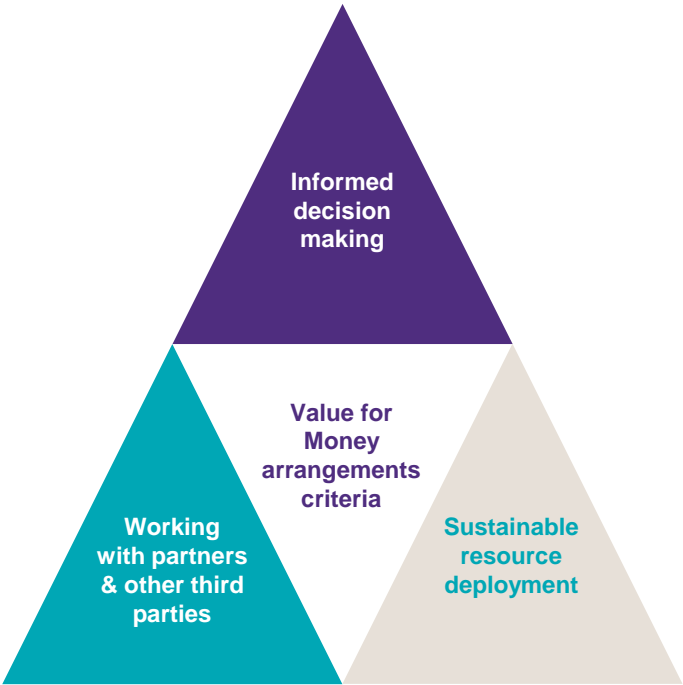 Informed
decision
making
Value for
Money
arrangements
criteria
Working
with partners
& other third
parties
Sustainable
resource
deployment